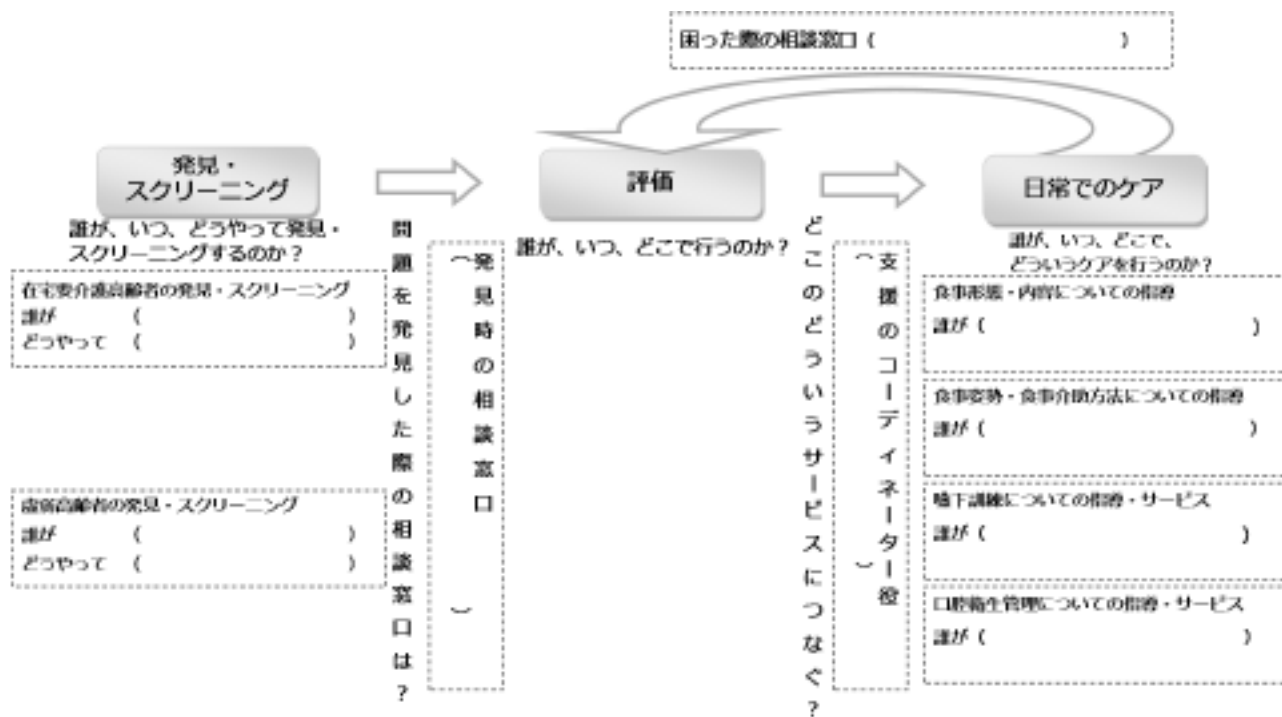 困った際の相談窓口（　　　　　　　　　　）
発見・
スクリーニング
誰が、いつ、どうやって発見・
スクリーニングするのか？
在宅要介護高齢者の発見・スクリーニング
誰が　　　（　　　　　　　　　　）
どうやって　（　　　　　　　　　　）
虚弱高齢者の発見・スクリーニング
誰が　　　（　　　　　　　　　　）
どうやって　（　　　　　　　　　　）
問題を発見した際の相談窓口は？
発見時の相談窓口
（　　　　　　　　　　）
評価
誰が、いつ、どこで行うのか？
どこのどういうサービスにつなぐ？
支援のコーディネーター役
（　　　　　　　　　　）
日常でのケア
誰が、いつ、どこで、
どういうケアを行うのか？
食事形態・内容についての指導
誰が（　　　　　　　　　　）
食事姿勢・食事介助方法についての指導
誰が（　　　　　　　　　　）
嚥下訓練についての指導・サービス
誰が（　　　　　　　　　　）
口腔衛生管理についての指導・サービス
誰が（　　　　　　　　　　）